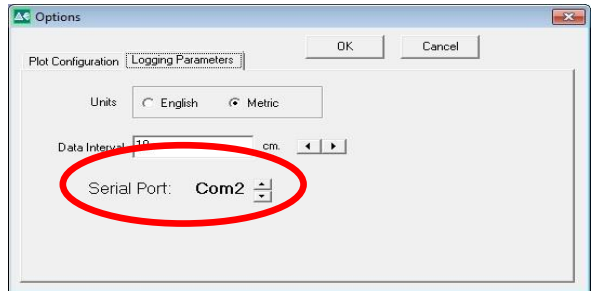 Options
OK Cancel
Plot Configuration Logging Parameters
Units English Metric
Data Interval cm.
Serial Port: Com2